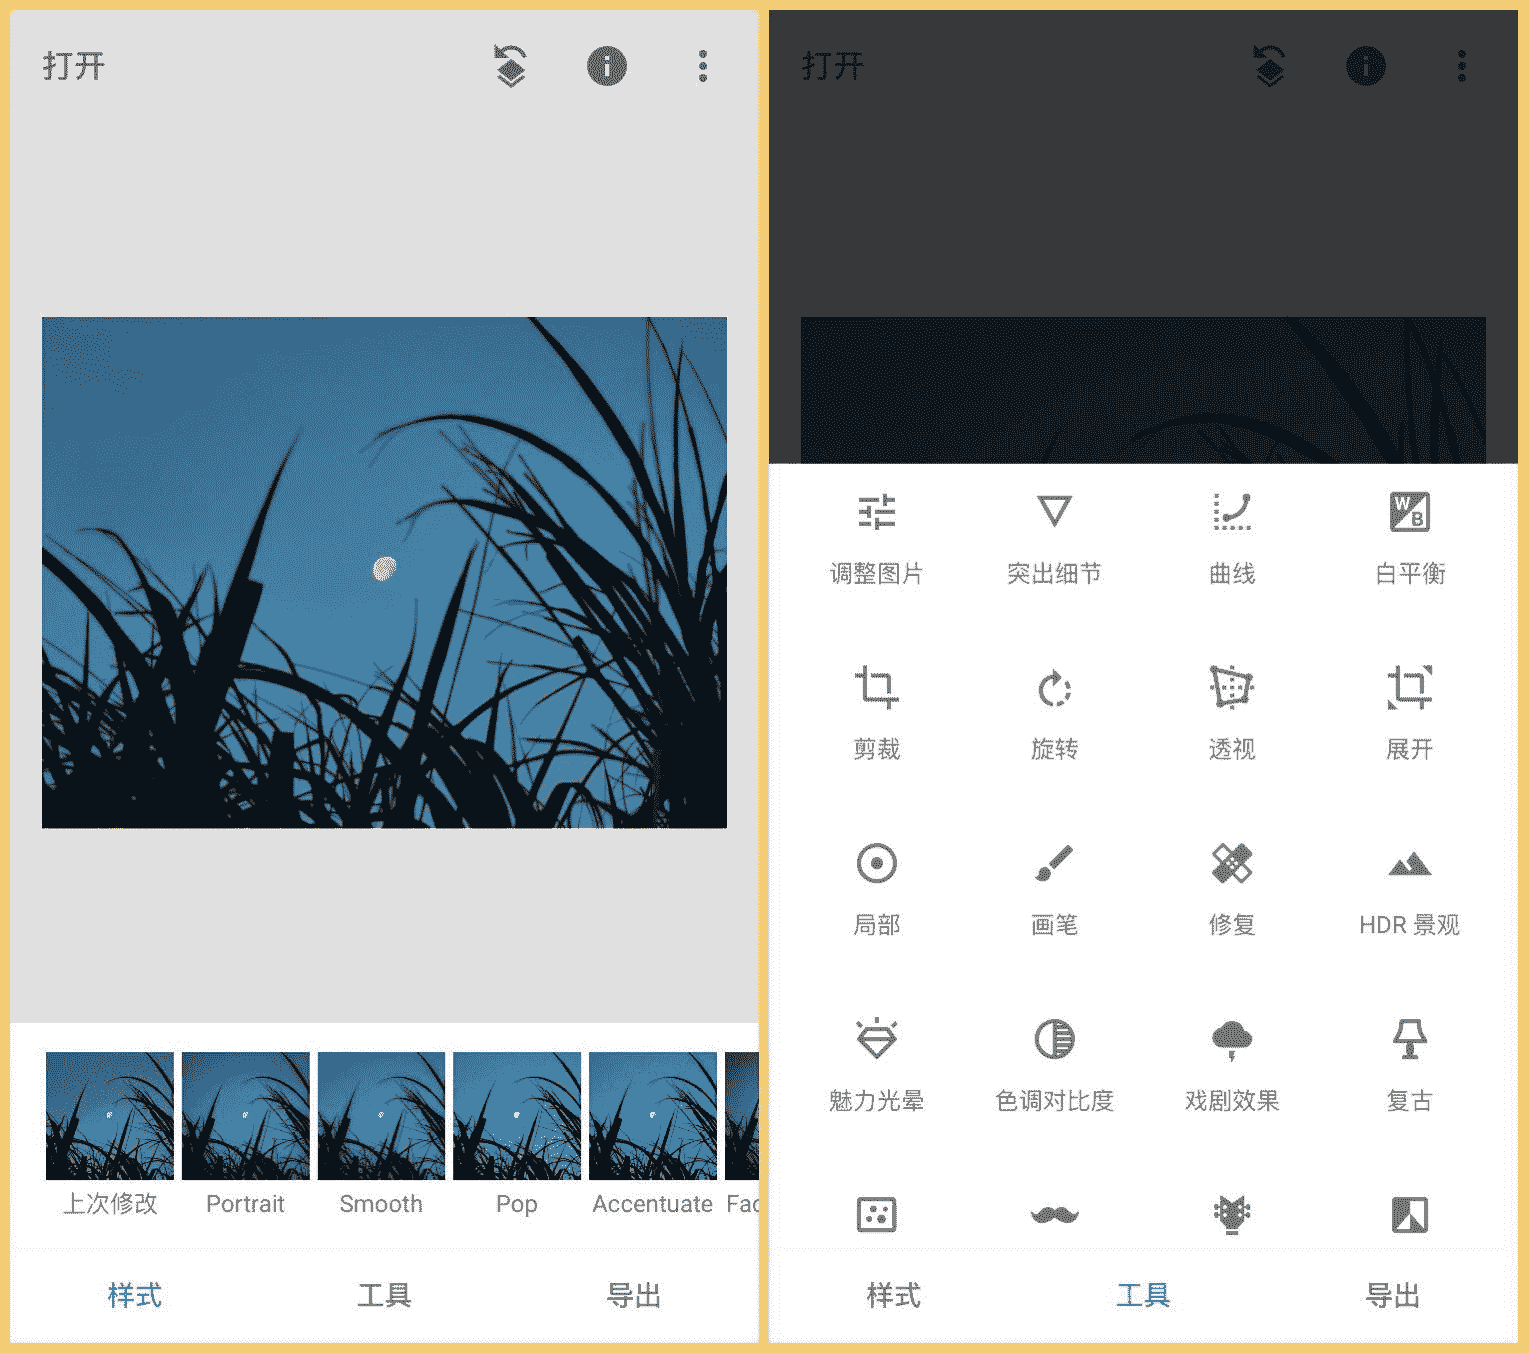 打开
上次修改 Portrait Smooth Pop Accentuate Fac
样式 工具 导出
打开
调整图片 突出细节 曲线 白平衡
剪裁 旋转 透视 展开
局部 画笔 修复 HDR 景观
魅力光晕 色调对比度 戏剧效果 复古
样式 工具 导出